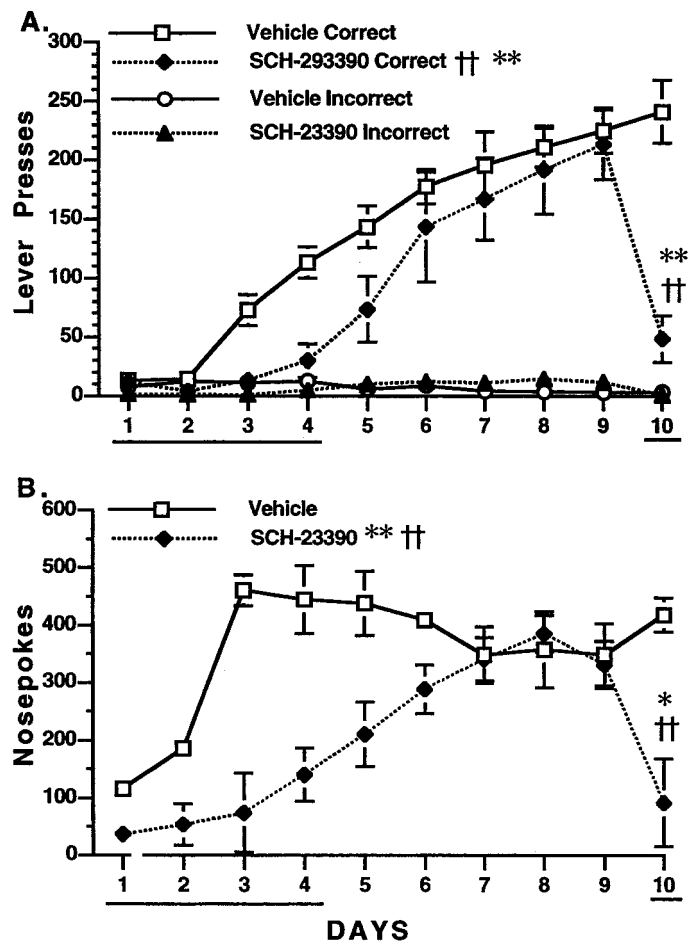 A.
Vehicle Correct
SCH-293390 Correct †† **
Vehicle Incorrect
SCH-23390 Incorrect
300
250
200
150
100
50
0
Lever Presses
**
††
1 2 3 4 5 6 7 8 9 10
B.
Vehicle
SCH-23390 ** ††
600
500
400
300
200
100
0
Nosepokes
*
††
1 2 3 4 5 6 7 8 9 10
DAYS